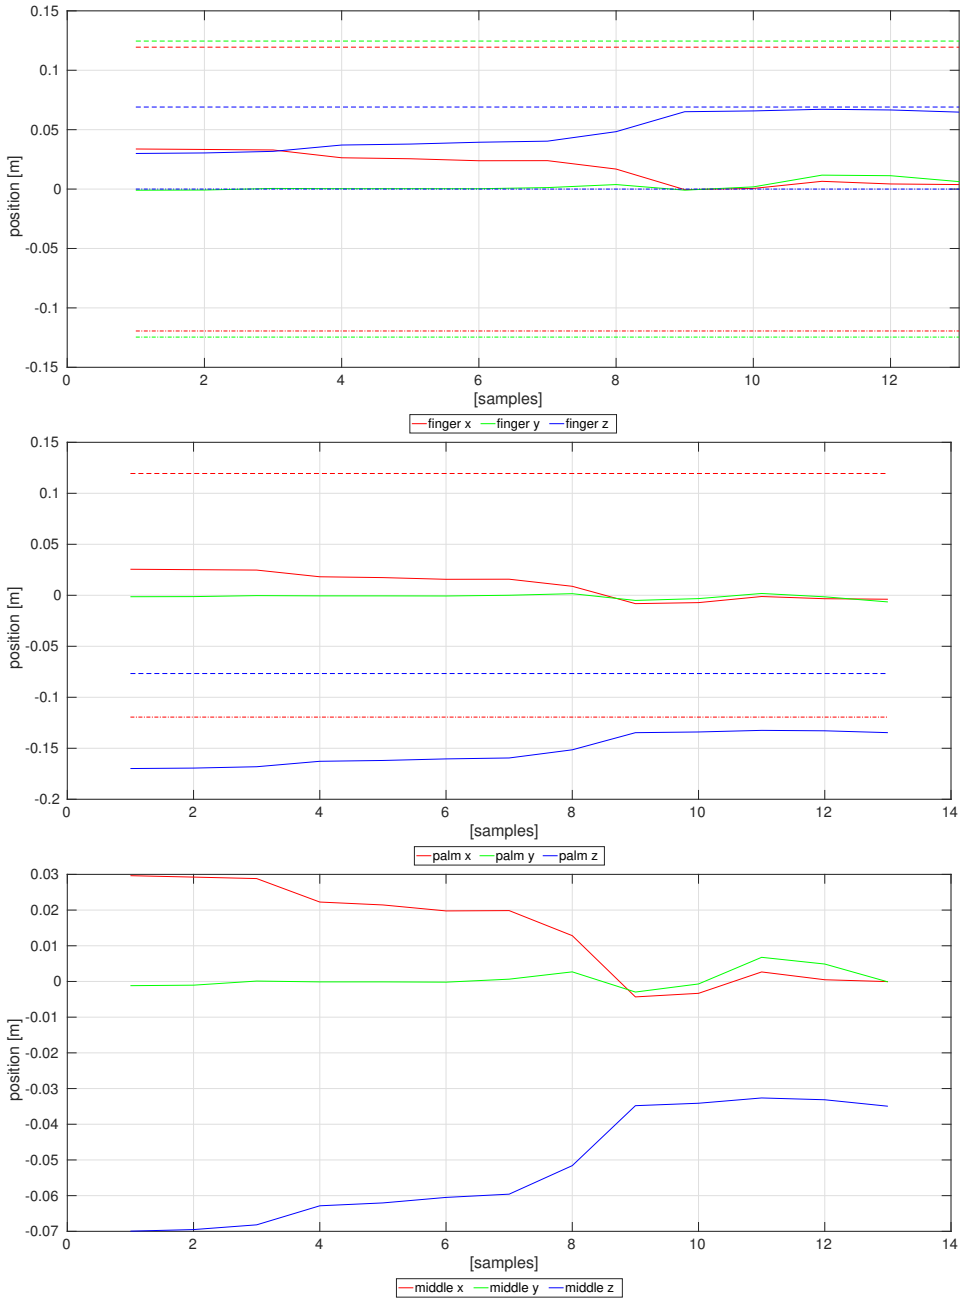 0.15
0.1
0.05
0
-0.05
-0.1
-0.15
position [m]
0 2 4 6 8 10 12
[samples]
finger x finger y finger z
0.15
0.1
0.05
0
-0.05
-0.1
-0.15
-0.2
position [m]
0 2 4 6 8 10 12 14
[samples]
palm x palm y palm z
0.03
0.02
0.01
0
-0.01
-0.02
-0.03
-0.04
-0.05
-0.06
-0.07
position [m]
0 2 4 6 8 10 12 14
[samples]
middle x middle y middle z